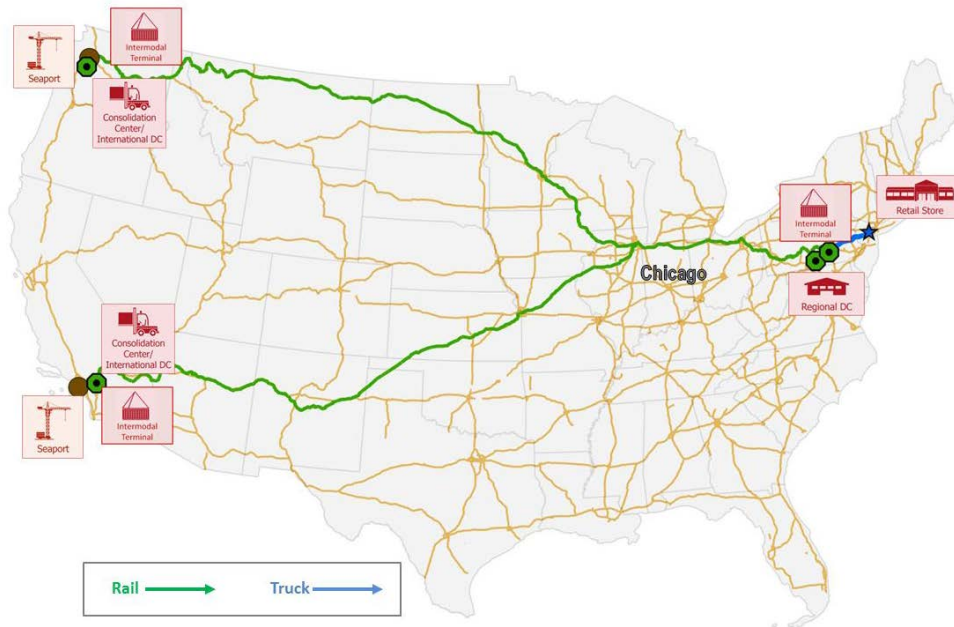 Intermodal
Terminal
Seaport
Consolidation
Center/
International DC
Retail Store
Intermodal
Terminal
Chicago
Regional DC
Consolidation
Center/
International DC
Intermodal
Terminal
Seaport
Rail
Truck